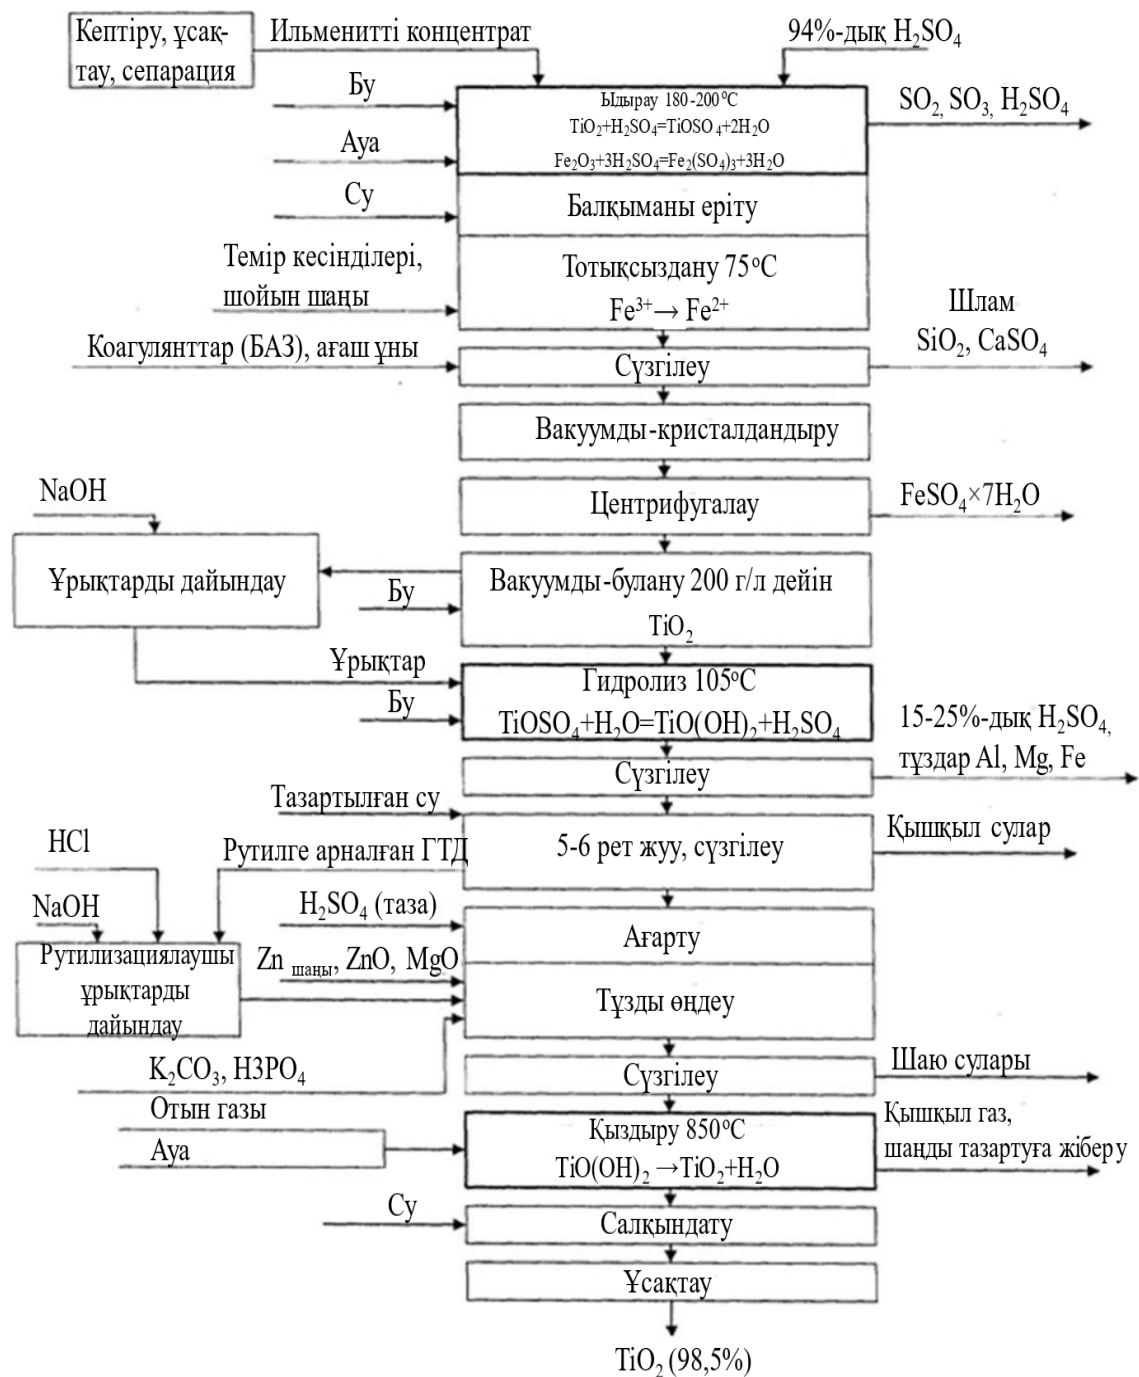 Кептіру, ұсақ-
тау, сепарация
Ильменитті концентрат
94%-дық H₂SO₄
Бу
Ыдырау 180-200⁰С
TiO₂+H₂SO₄=TiOSO₄+2H₂O
Fe₂O₃+3H₂SO₄=Fe₂(SO₄)₃+3H₂O
SO₂, SO₃, H₂SO₄
Ауа
Су
Балқыманы еріту
Темір кесінділері,
шойын шаңы
Тотықсыздану 75⁰С
Fe³⁺→ Fe²⁺
Шлам
SiO₂, CaSO₄
Коагулянттар (БАЗ), ағаш ұны
Сүзгілеу
Вакуумды-кристалдандыру
NaOH
Центрифугалау
FeSO₄×7H₂O
Ұрықтарды дайындау
Бу
Вакуумды-булану 200 г/л дейін
TiO₂
Ұрықтар
Бу
Гидролиз 105⁰С
TiOSO₄+H₂O=TiO(OH)₂+H₂SO₄
15-25%-дық H₂SO₄,
тұздар Al, Mg, Fe
Сүзгілеу
Тазартылған су
HCl
Рутилге арналған ГТД
5-6 рет жуу, сүзгілеу
Қышқыл сулар
NaOH
H₂SO₄ (таза)
Ағарту
Рутилизациялаушы
ұрықтарды
дайындау
Zn шаңы, ZnO, MgO
Тұзды өңдеу
K₂CO₃, H3PO₄
Сүзгілеу
Шаю сулары
Отын газы
Ауа
Қыздыру 850⁰С
TiO(OH)₂ →TiO₂+H₂O
Қышқыл газ,
шаңды тазартуға жіберу
Су
Салқындату
Ұсақтау
TiO₂ (98,5%)